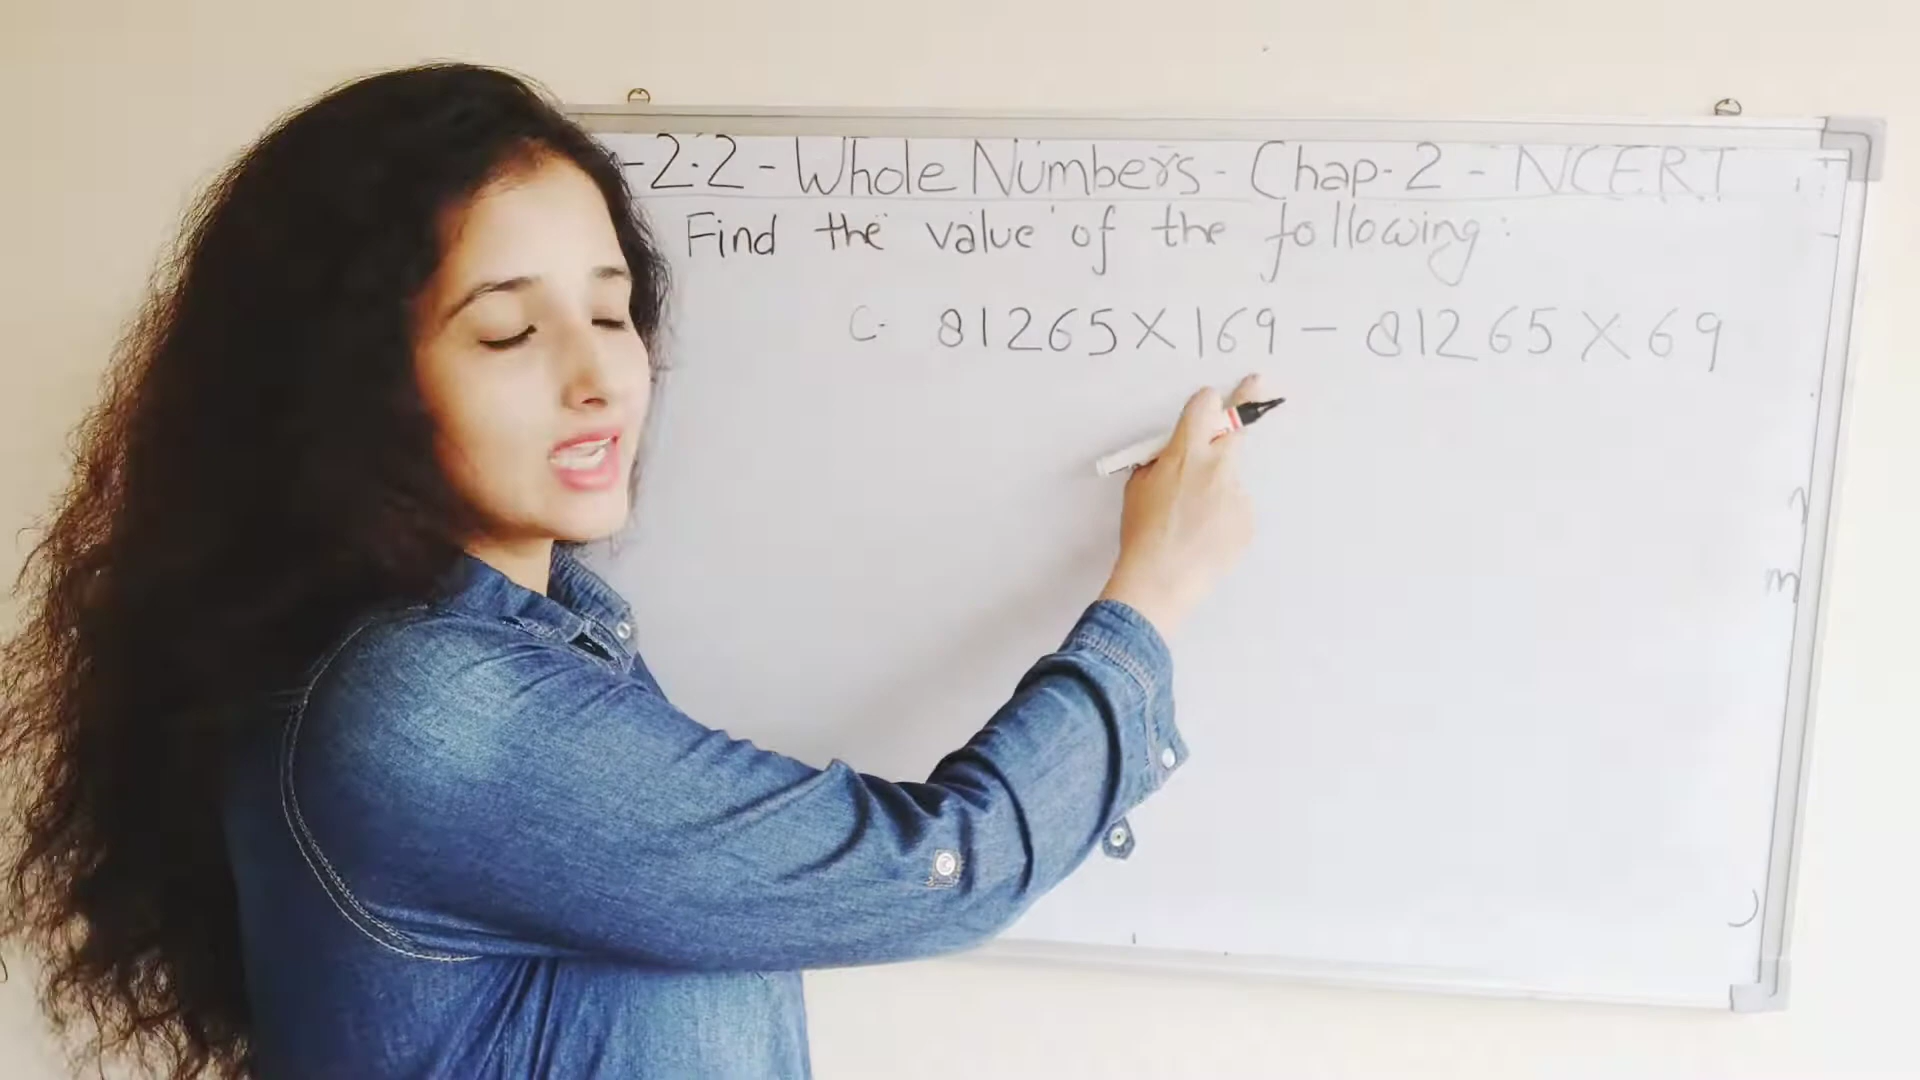 -2.2 - Whole Numbers - Chap-2 - NCERT
Find the value of the following:
C. 81265 X 169 - 81265 X 69